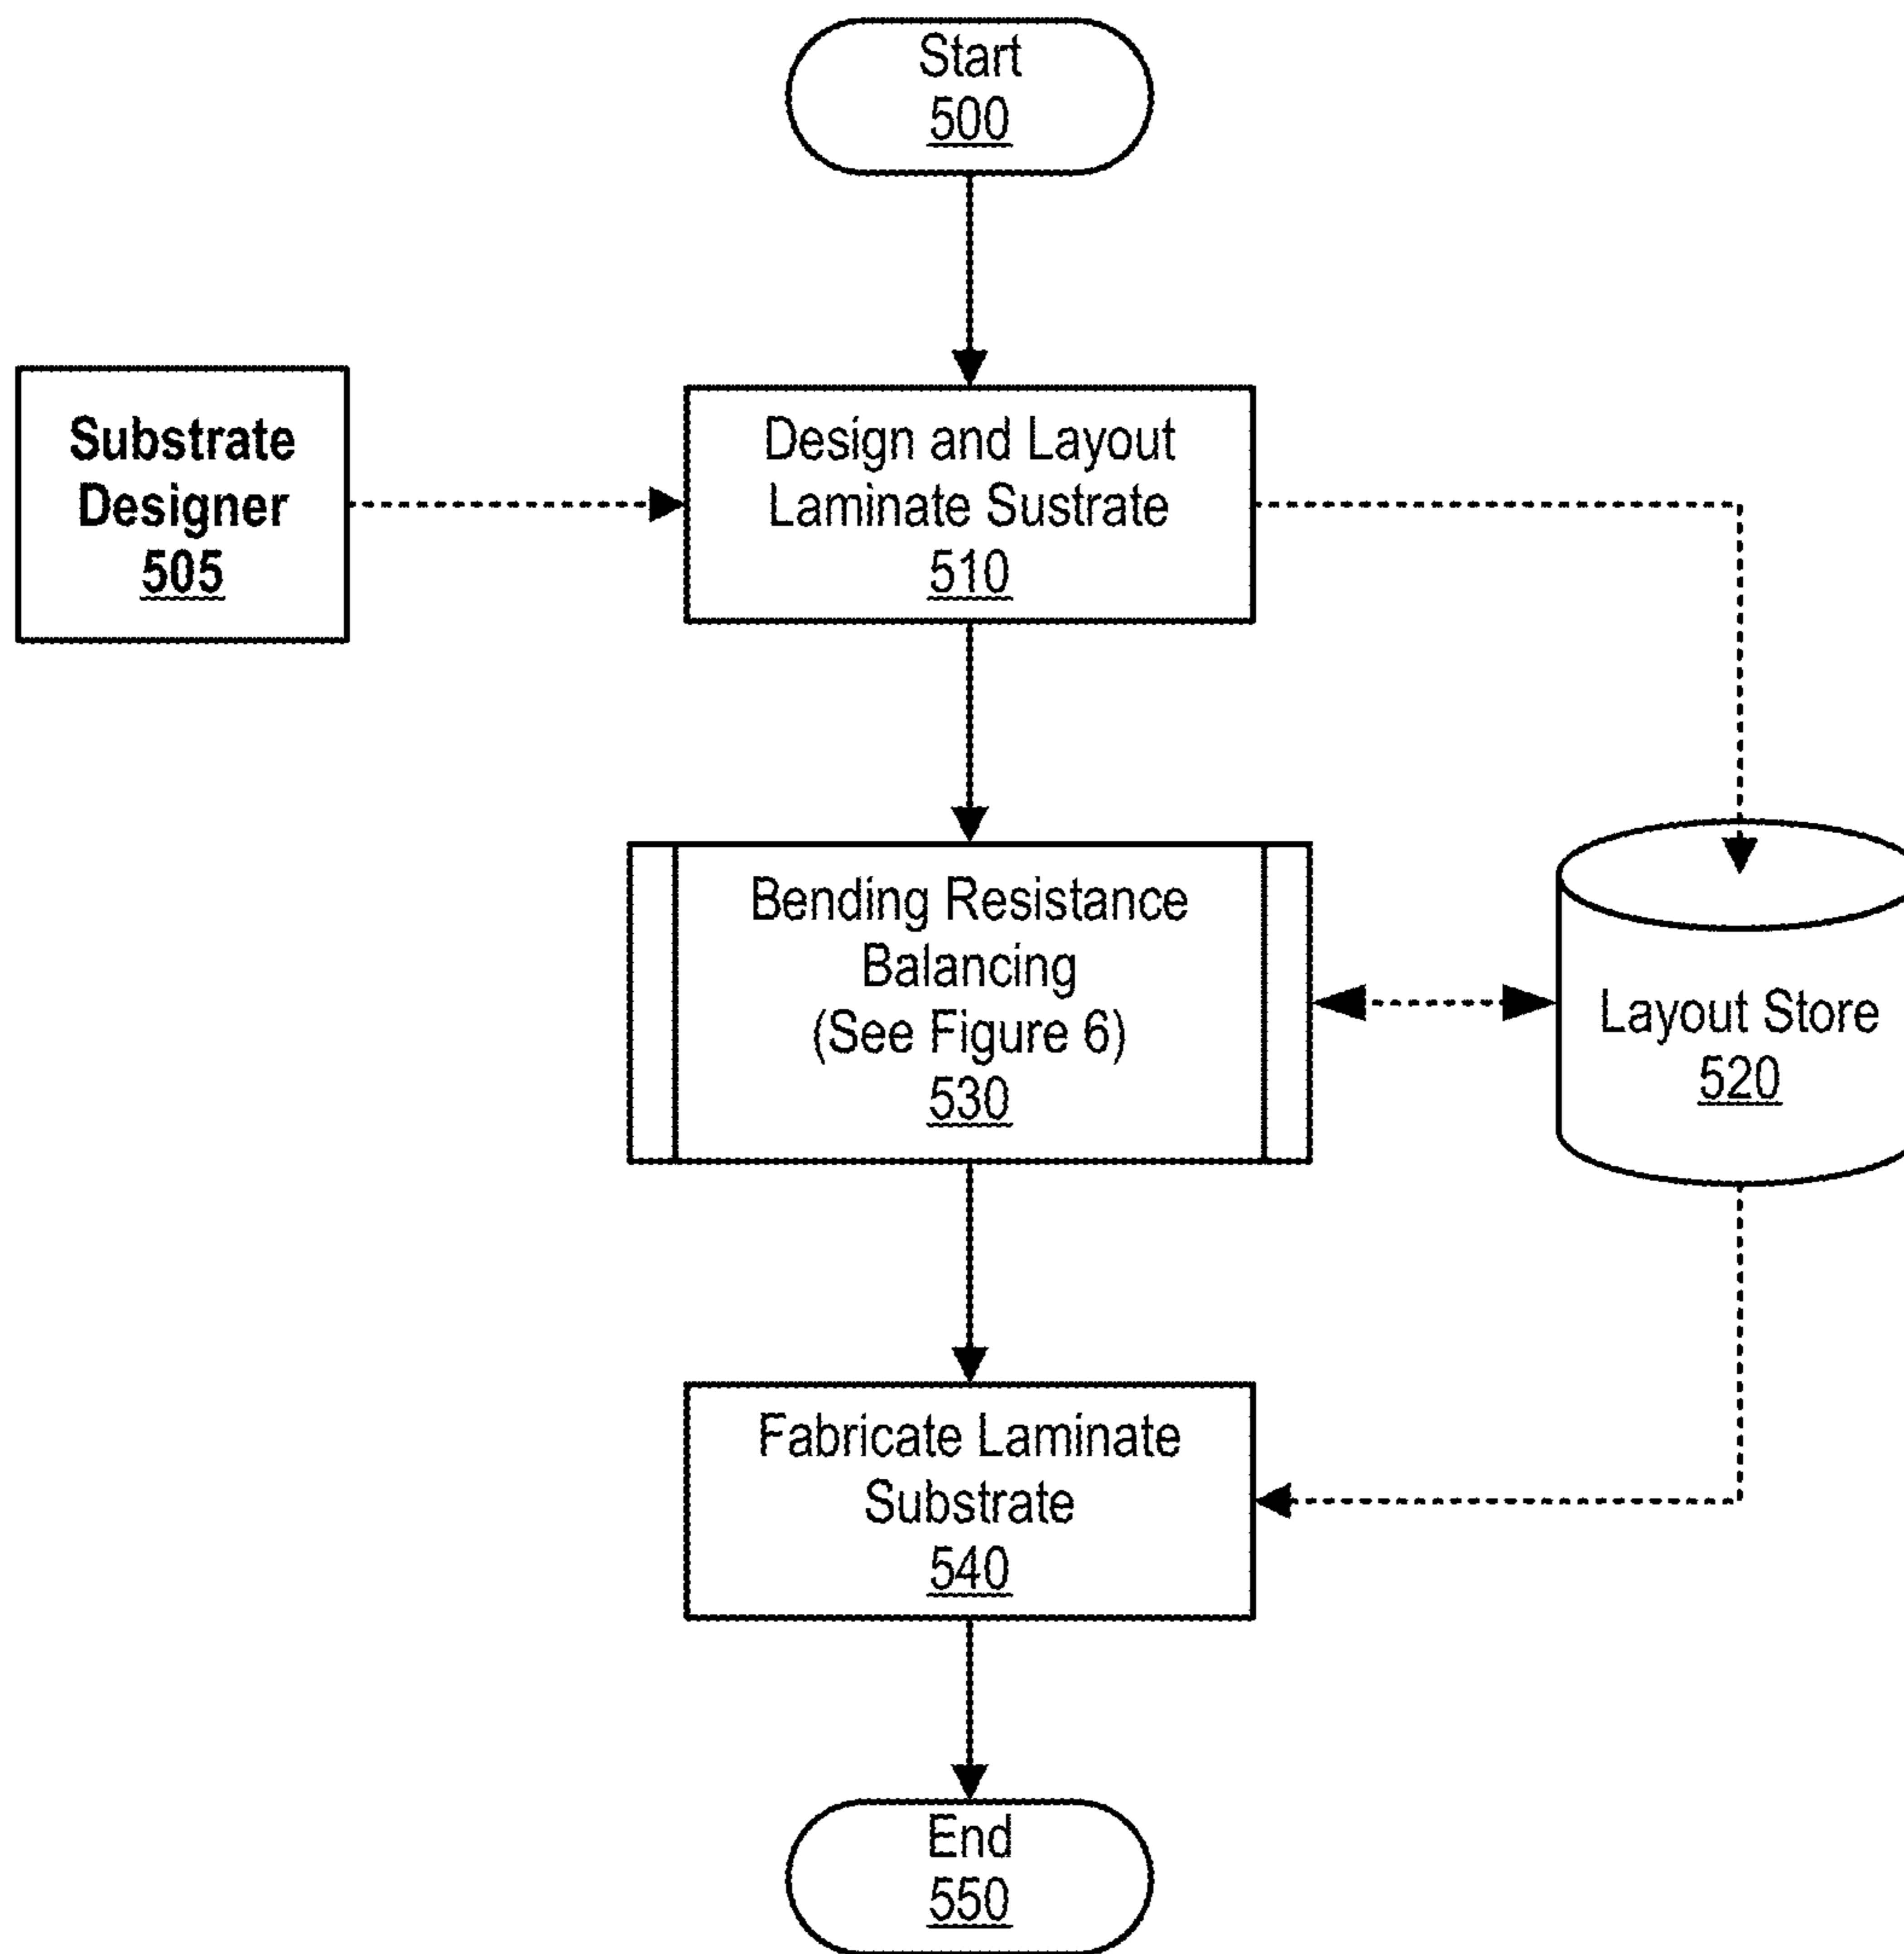 Start
500
Substrate
Designer
505
Design and Layout
Laminate Sustrate
510
Bending Resistance
Balancing
(See Figure 6)
530
Layout Store
520
Fabricate Laminate
Substrate
540
End
550